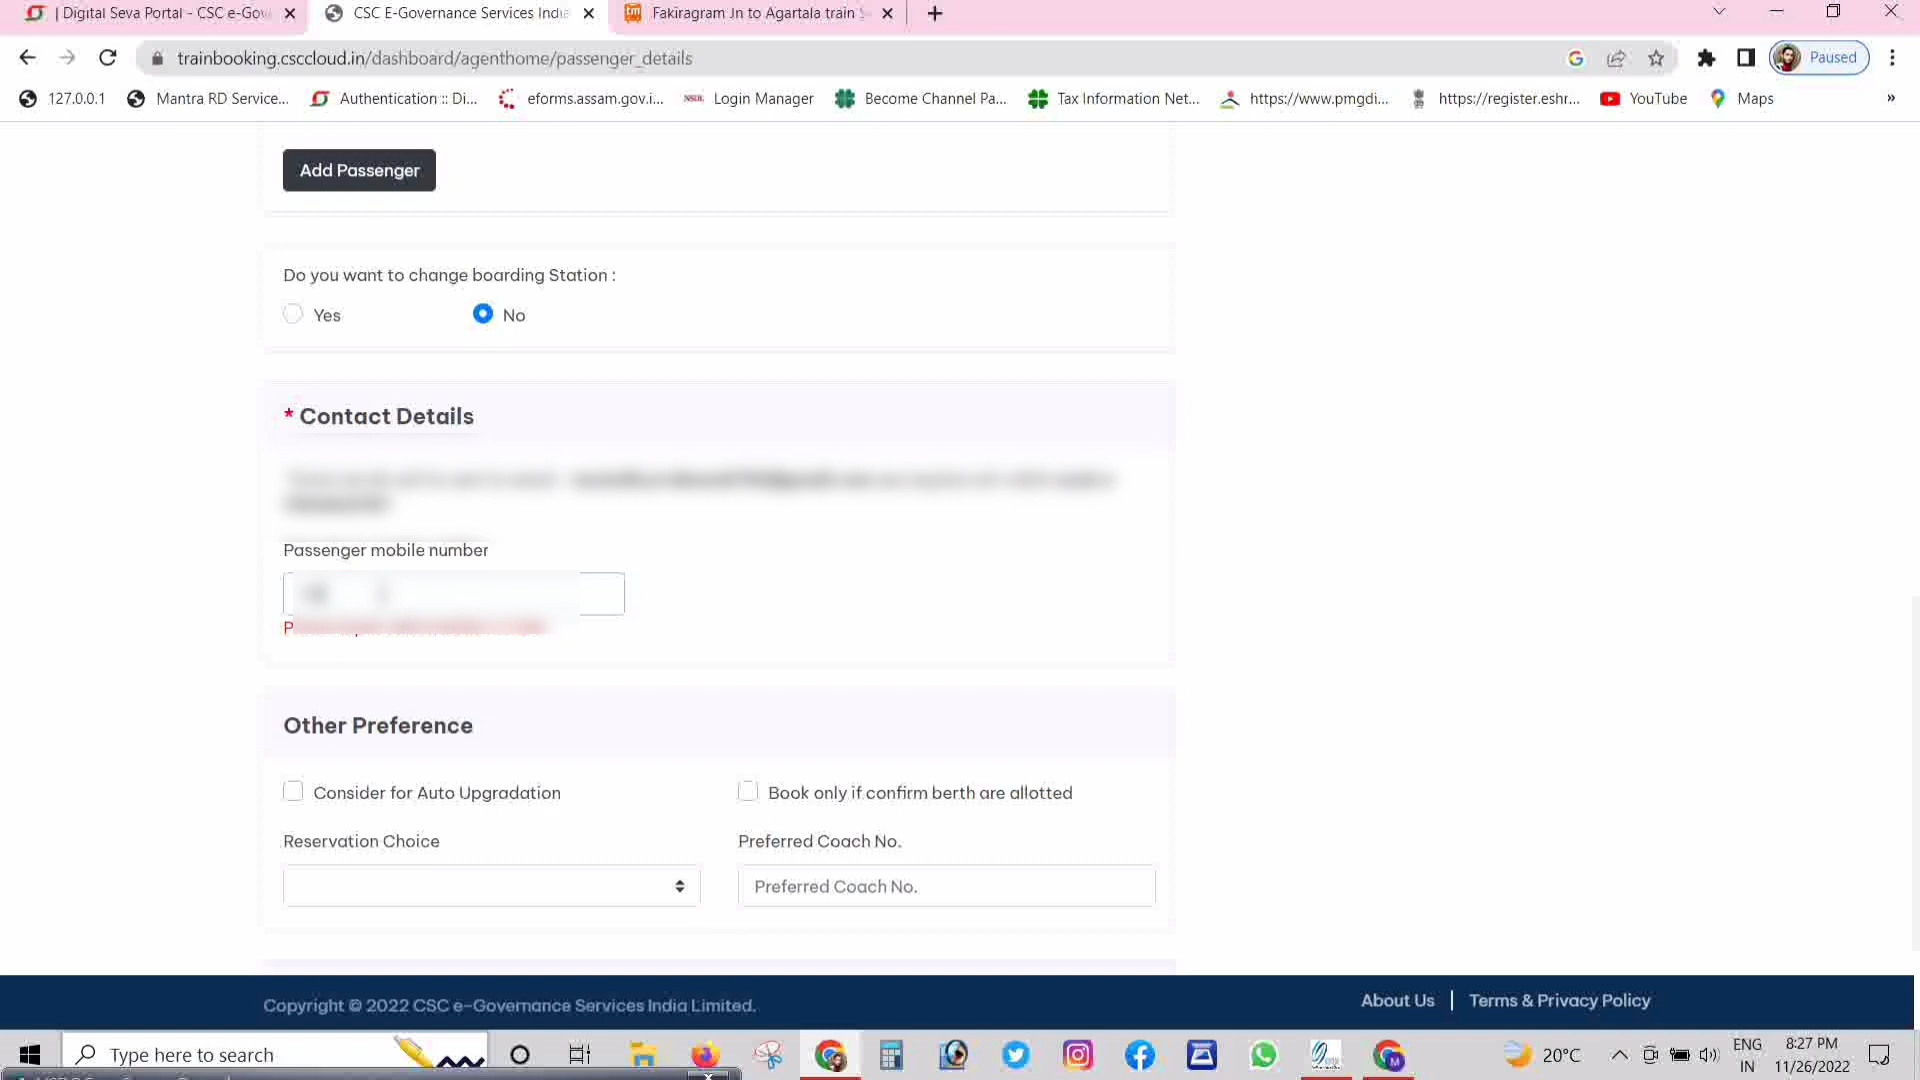 | Digital Seva Portal - CSC e-Gov
CSC E-Governance Services India
Fakiragram Jn to Agartala train S
trainbooking.csccloud.in/dashboard/agenthome/passenger_details
Paused
127.0.0.1
Mantra RD Service...
Authentication :: Di...
eforms.assam.gov.i...
NSDL
Login Manager
Become Channel Pa...
Tax Information Net...
https://www.pmgdi...
https://register.eshr...
YouTube
Maps
»
Add Passenger
Do you want to change boarding Station :
Yes
No
* Contact Details
Passenger mobile number
Other Preference
Consider for Auto Upgradation
Book only if confirm berth are allotted
Reservation Choice
Preferred Coach No.
Preferred Coach No.
Copyright © 2022 CSC e-Governance Services India Limited.
About Us | Terms & Privacy Policy
Type here to search
20°C
ENG
IN
8:27 PM
11/26/2022